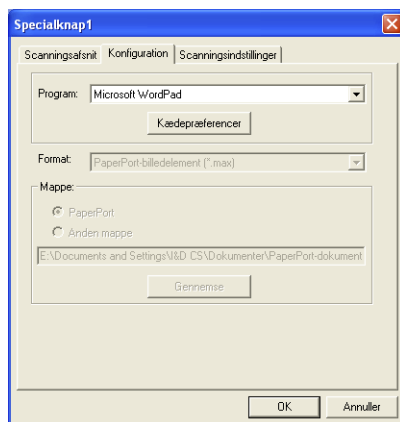 Specialknap1
Scanningsafsnit Konfiguration Scanningsindstillinger
Program: Microsoft WordPad
Kædepræferencer
Format: PaperPort-billedelement (*.max)
Mappe:
PaperPort
Anden mappe
E:\Documents and Settings\I&D CS\Dokumenter\PaperPort-dokument
Gennemse
OK Annuller